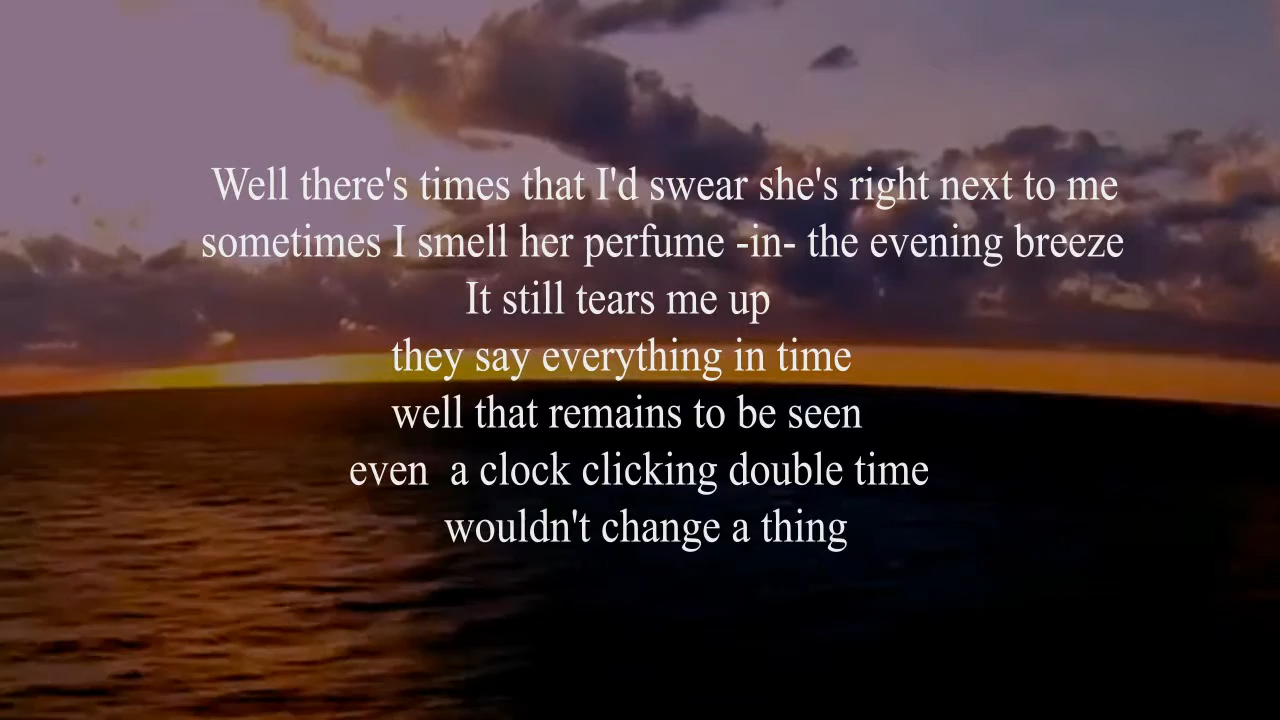 Well there's times that I'd swear she's right next to me
sometimes I smell her perfume -in- the evening breeze
It still tears me up
they say everything in time
well that remains to be seen
even  a clock clicking double time
wouldn't change a thing